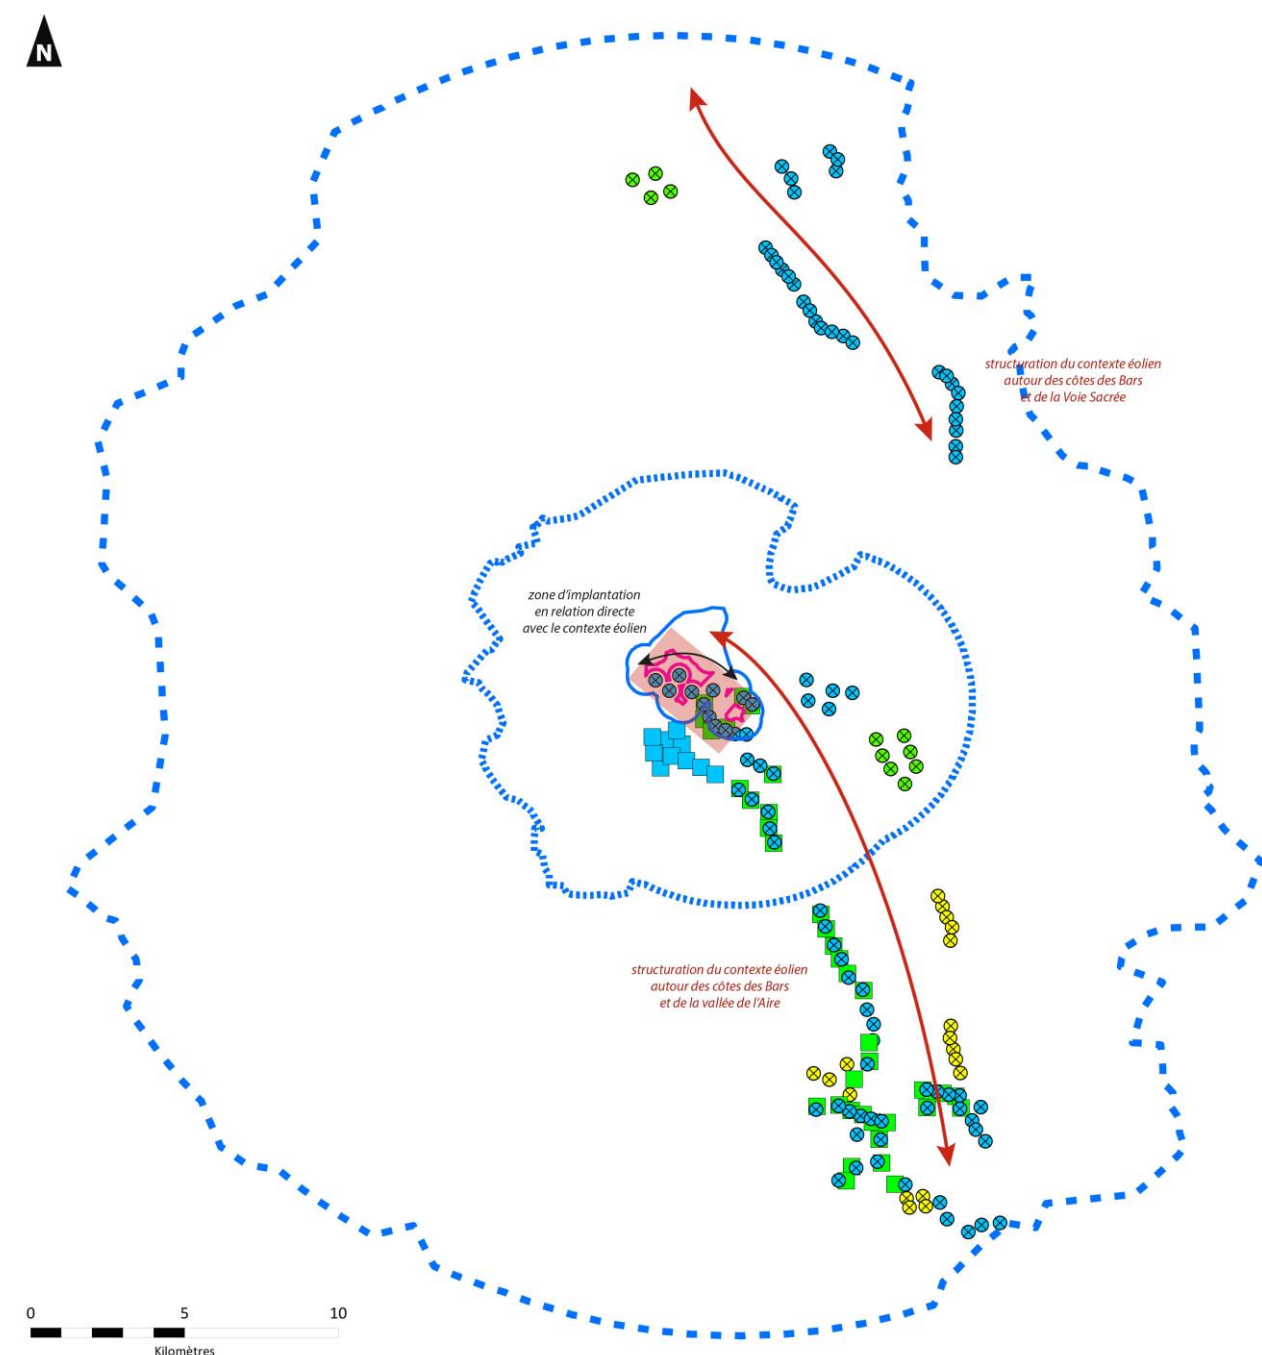 N
structuration du contexte éolien
autour des côtes des Bars
et de la Voie Sacrée
zone d'implantation
en relation directe
avec le contexte éolien
structuration du contexte éolien
autour des côtes des Bars
et de la vallée de l'Aire
0 5 10
Kilomètres